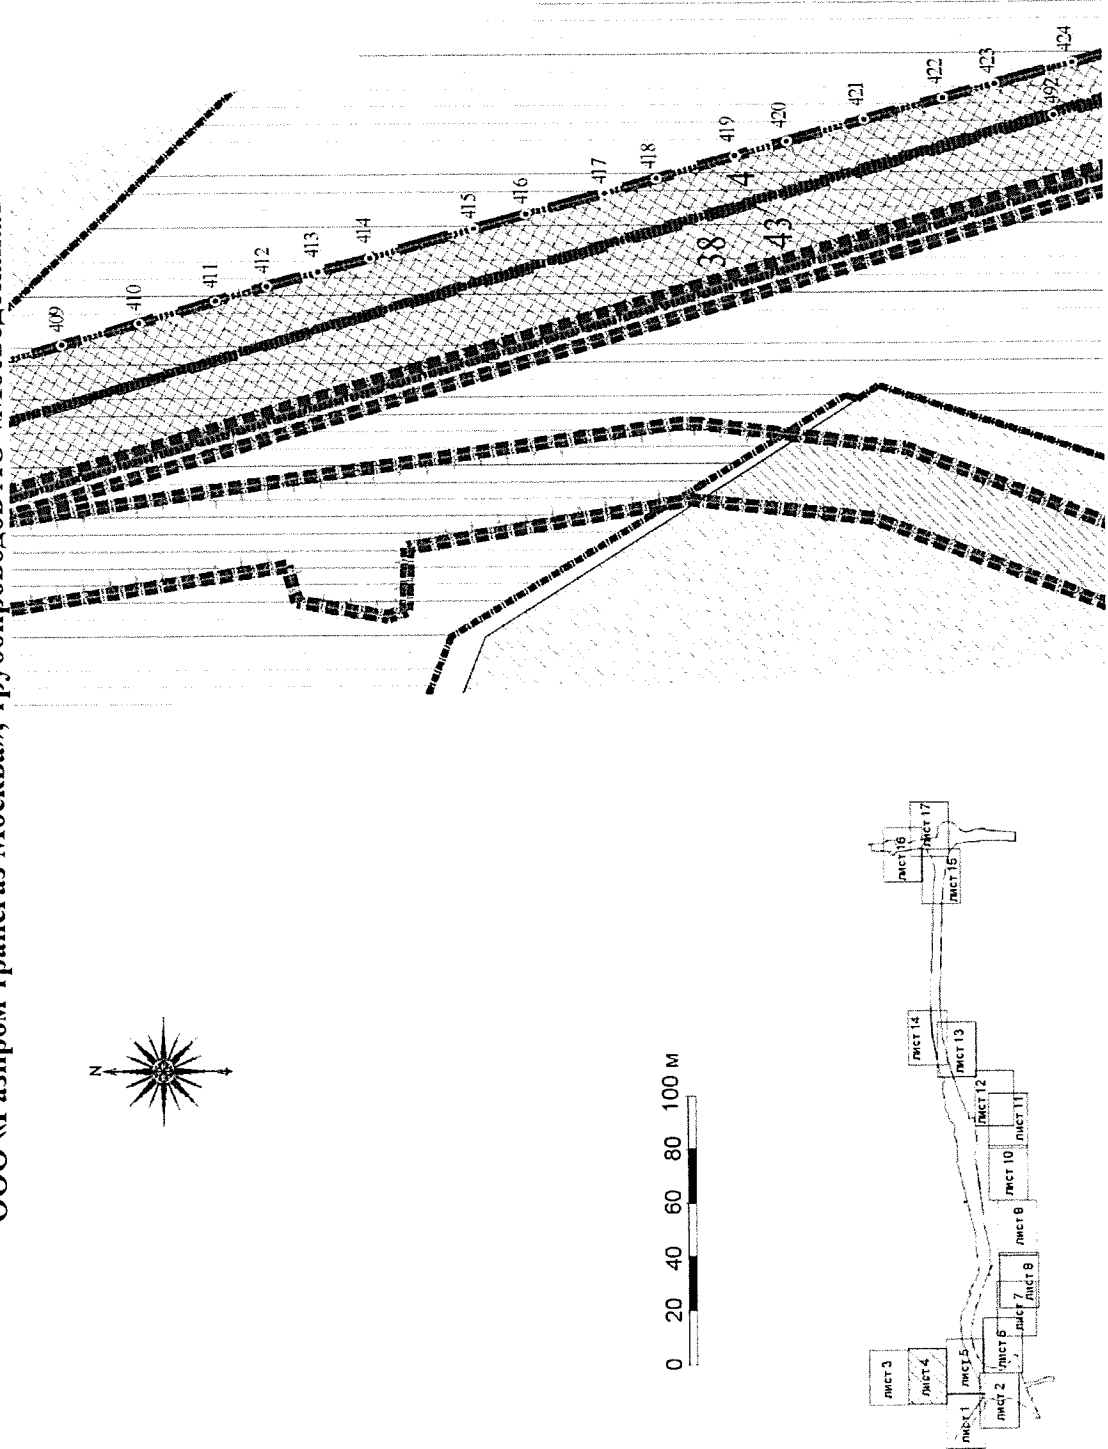 ООО «Газпром трансгаз Москва», трубопроводов
409
410
411
412
413
414
415
416
417
418
419
420
421
422
423
424
492
4
38
43
N
0 20 40 60 80 100 м
лист 1
лист 2
лист 3
лист 4
лист 5
лист 6
лист 7
лист 8
лист 9
лист 10
лист 11
лист 12
лист 13
лист 14
лист 15
лист 16
лист 17